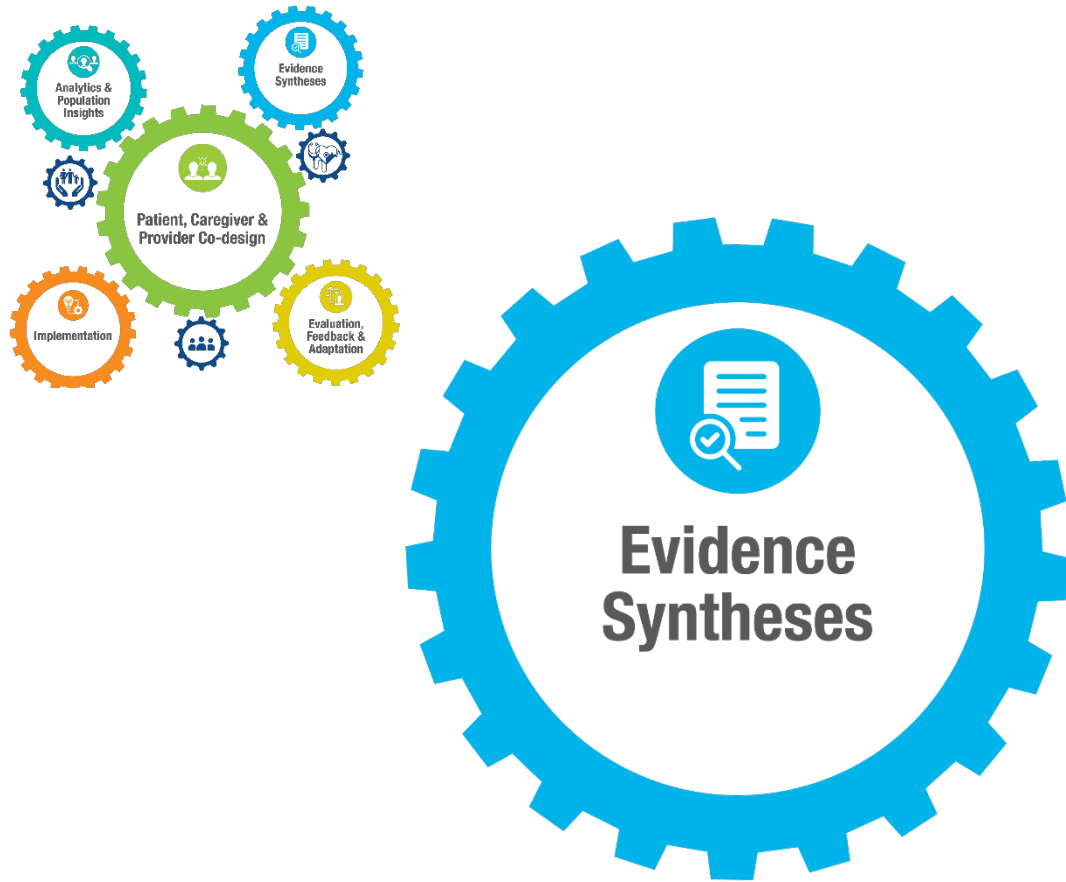 Analytics &
Population
Insights
Evidence
Syntheses
Patient, Caregiver &
Provider Co-design
Implementation
Evaluation,
Feedback &
Adaptation
Evidence
Syntheses